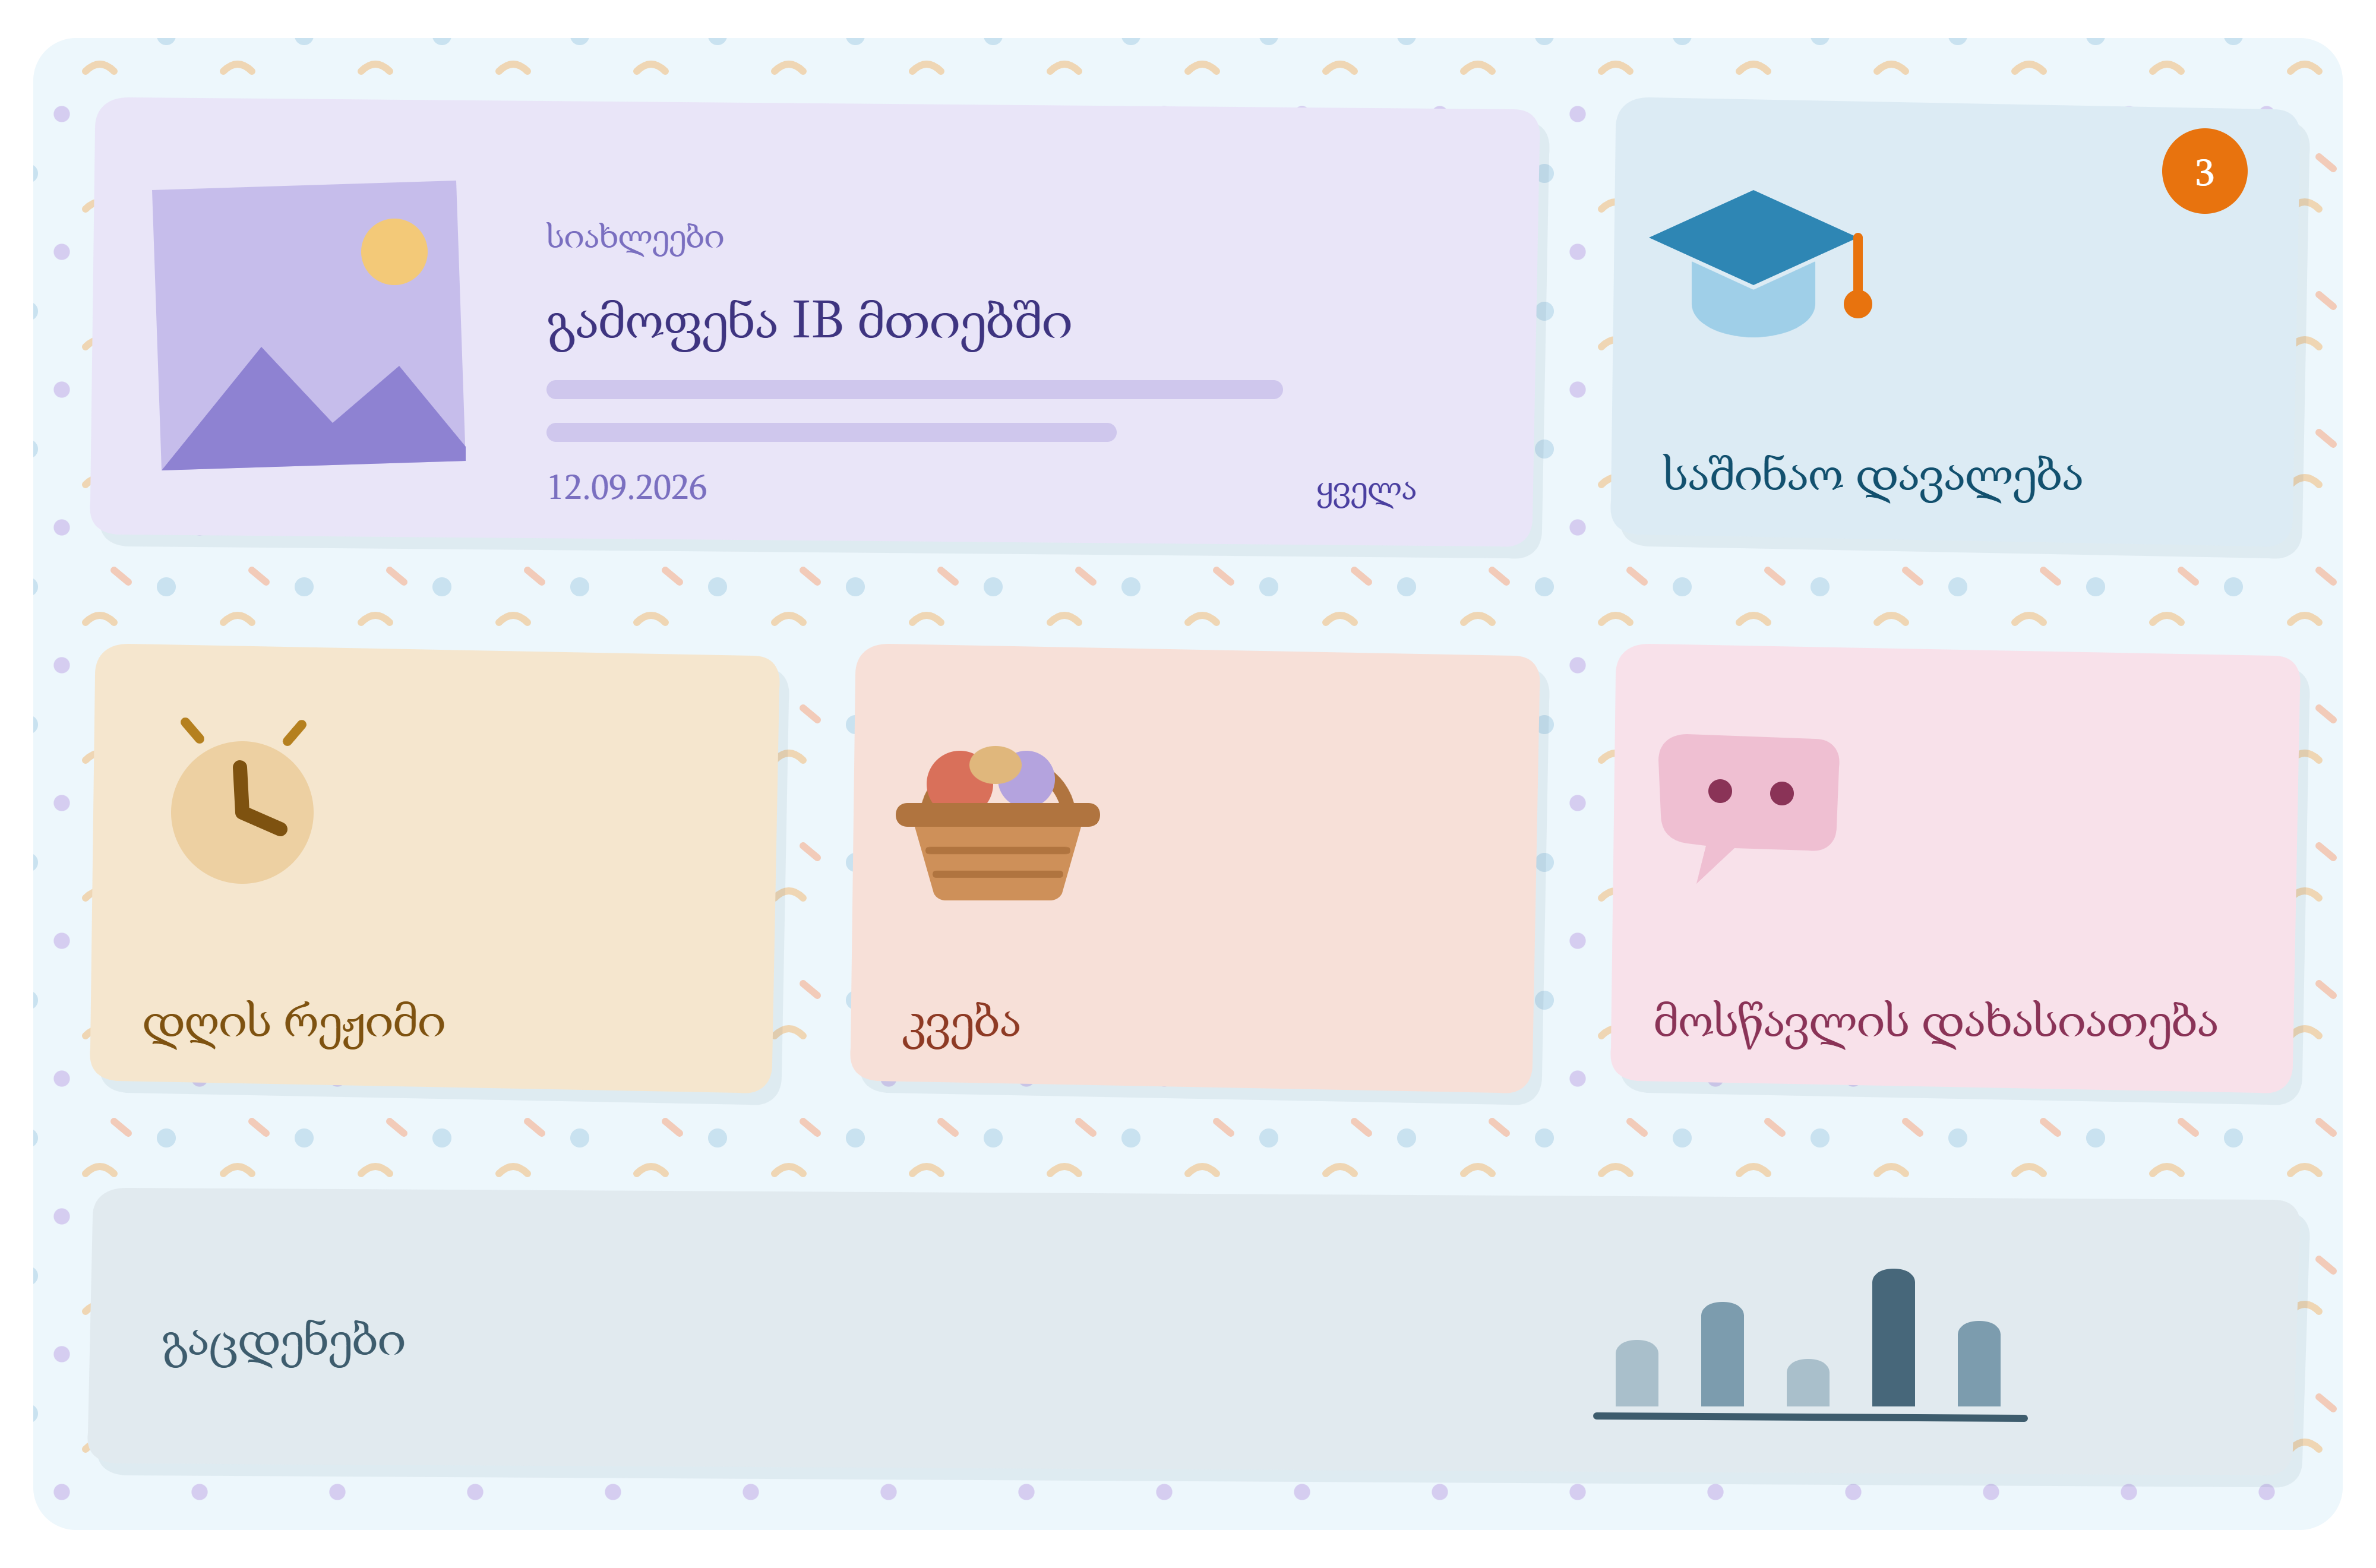 სიახლეები
გამოფენა IB მთიებში
12.09.2026
ყველა
3
საშინაო დავალება
დღის რეჟიმი
კვება
მოსწავლის დახასიათება
გაცდენები